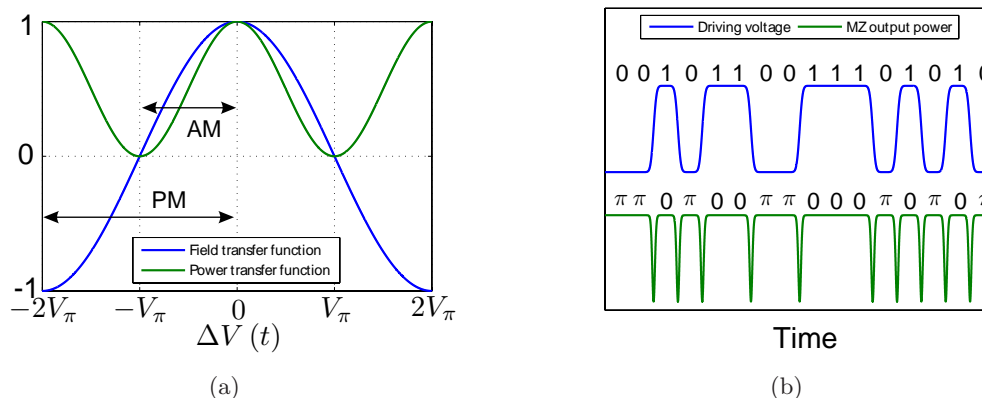 1
0
-1
AM
PM
Field transfer function
Power transfer function
−2Vπ −Vπ 0 Vπ 2Vπ
ΔV (t)
(a)
Driving voltage MZ output power
0 0 1 0 1 1 0 0 1 1 1 0 1 0 1 0
π π 0 π 0 0 π π 0 0 0 π 0 π 0 π
Time
(b)